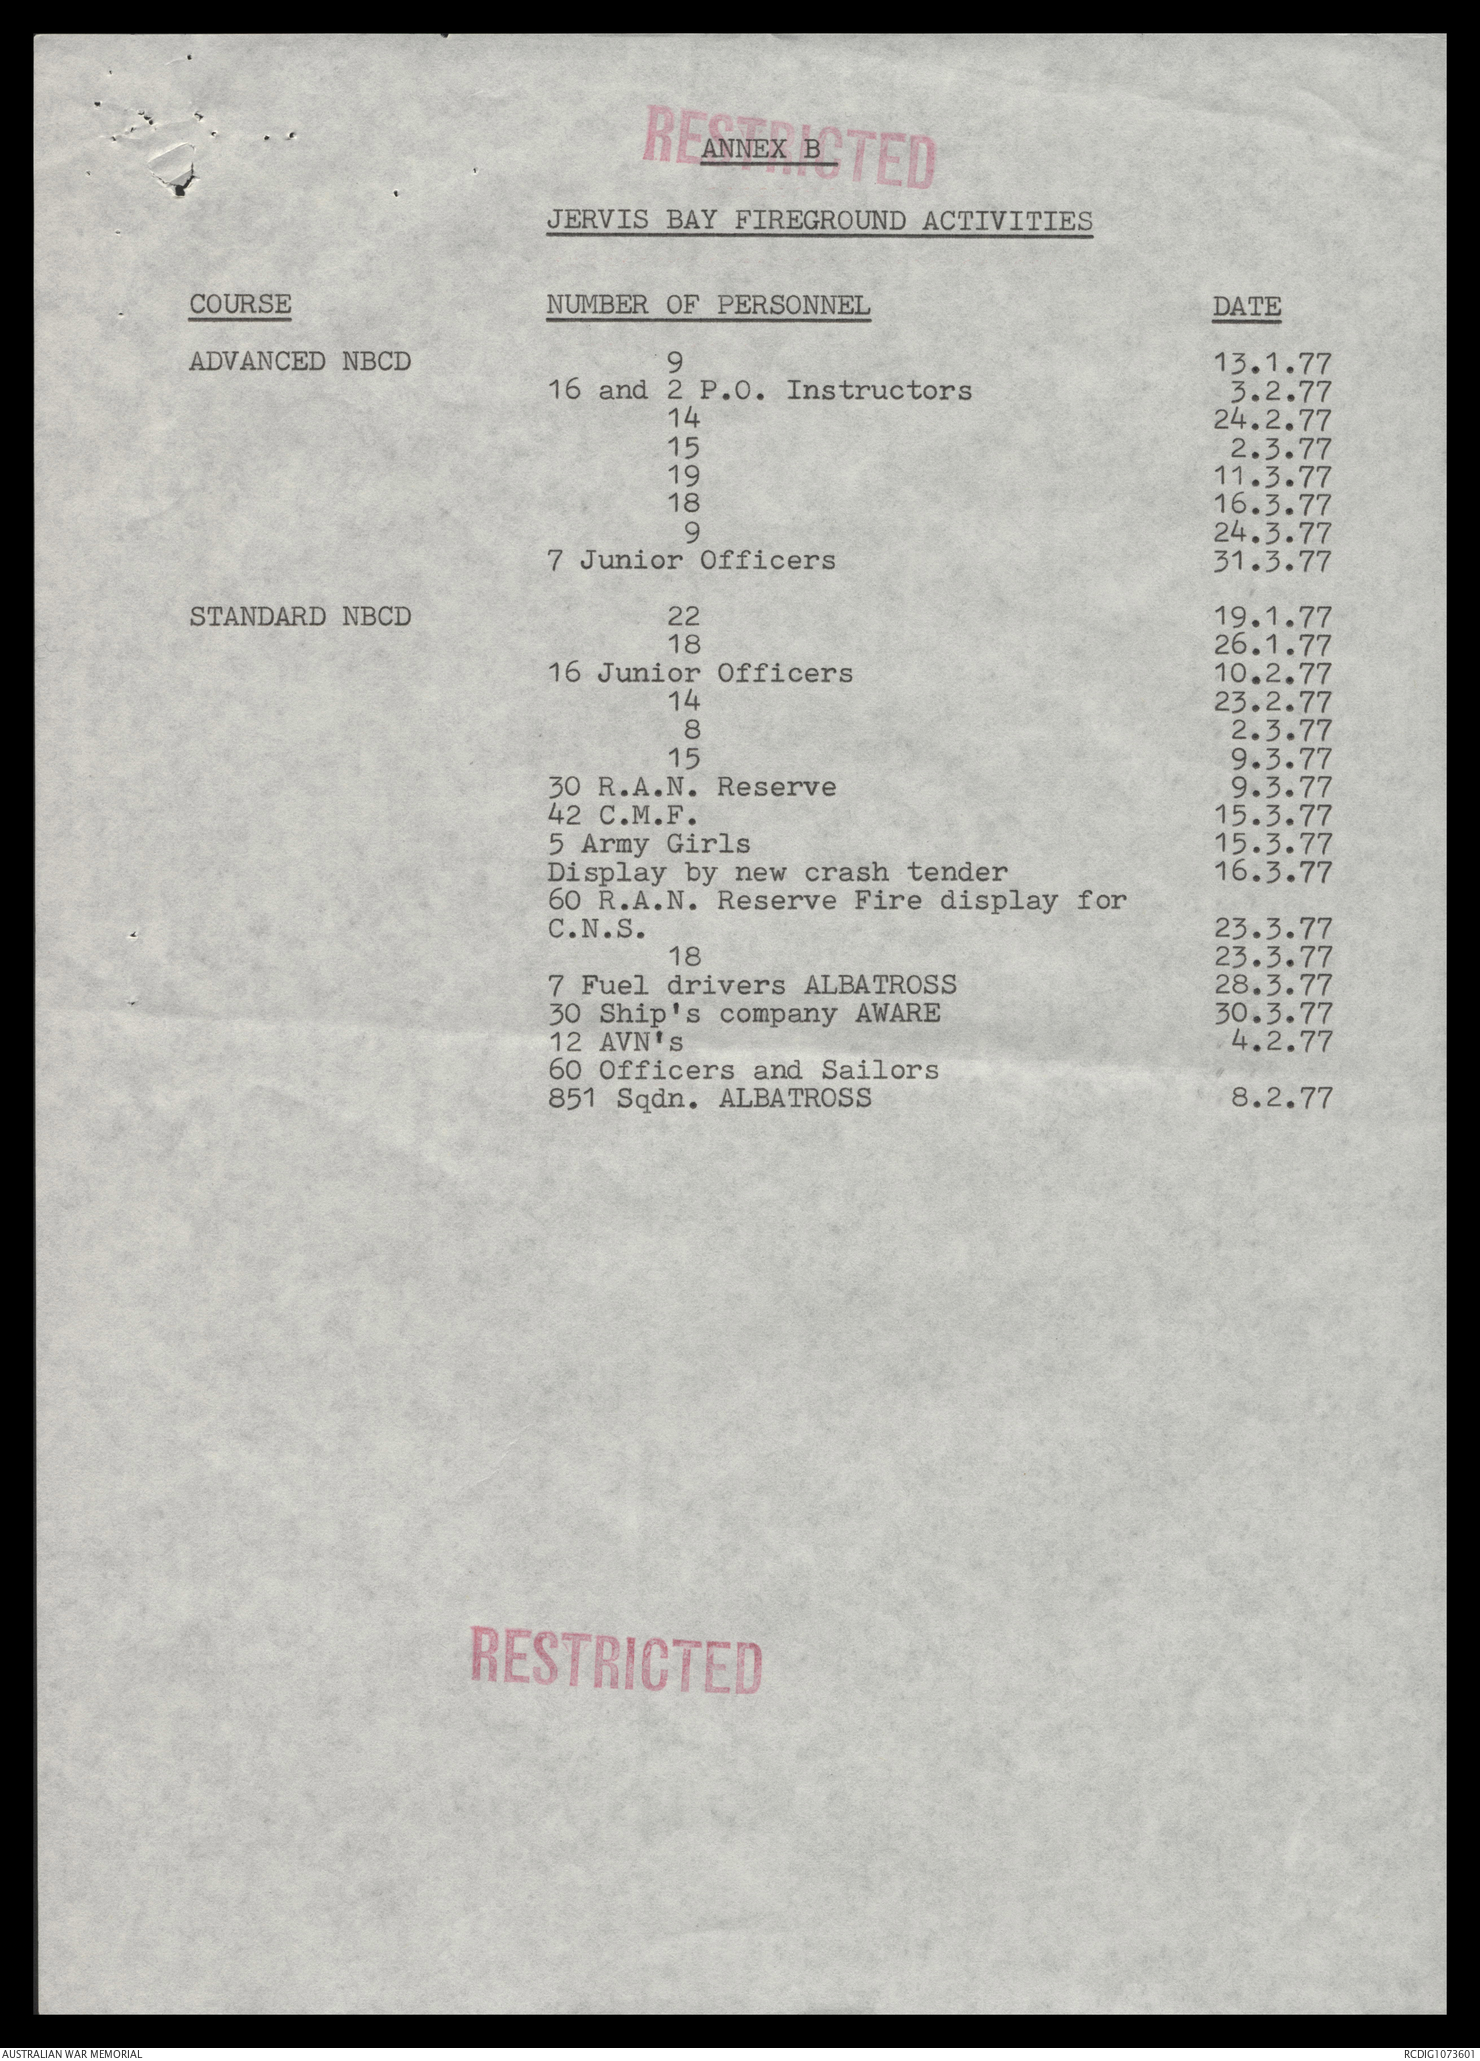 RESTRICTED
ANNEX B
JERVIS BAY FIREGROUND ACTIVITIES
COURSE NUMBER OF PERSONNEL DATE
ADVANCED NBCD 9 13.1.77
16 and 2 P.O. Instructors 3.2.77
14 24.2.77
15 2.3.77
19 11.3.77
18 16.3.77
9 24.3.77
7 Junior Officers 31.3.77
STANDARD NBCD 22 19.1.77
18 26.1.77
16 Junior Officers 10.2.77
14 23.2.77
8 2.3.77
15 9.3.77
30 R.A.N. Reserve 9.3.77
42 C.M.F. 15.3.77
5 Army Girls 15.3.77
Display by new crash tender 16.3.77
60 R.A.N. Reserve Fire display for
C.N.S. 23.3.77
18 23.3.77
7 Fuel drivers ALBATROSS 28.3.77
30 Ship's company AWARE 30.3.77
12 AVN's 4.2.77
60 Officers and Sailors
851 Sqdn. ALBATROSS 8.2.77
RESTRICTED
AUSTRALIAN WAR MEMORIAL RCDIG1073601